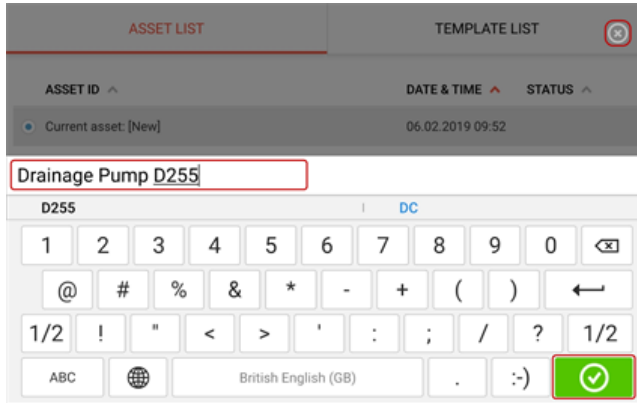 ASSET LIST TEMPLATE LIST
ASSET ID DATE & TIME STATUS
Current asset: [New] 06.02.2019 09:52
Drainage Pump D255
D255 DC
1 2 3 4 5 6 7 8 9 0
@ # % & * - + ( )
1/2 ! " < > ' : ; / ? 1/2
ABC British English (GB) . :-)